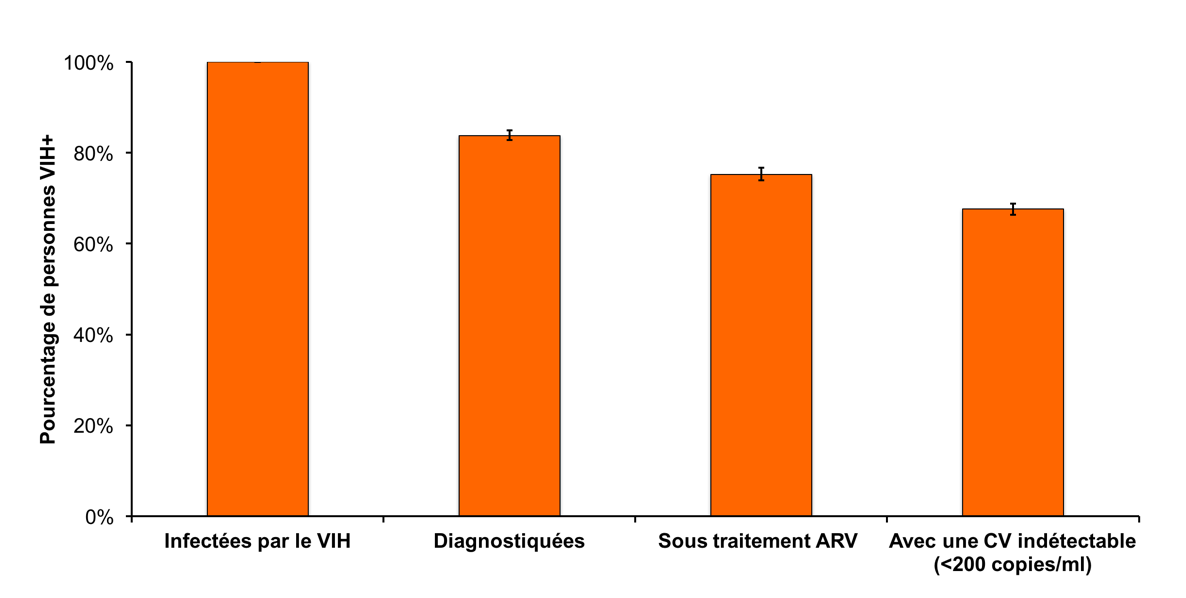 Pourcentage de personnes VIH+
100%
80%
60%
40%
20%
0%
Infectées par le VIH
Diagnostiquées
Sous traitement ARV
Avec une CV indétectable
(<200 copies/ml)